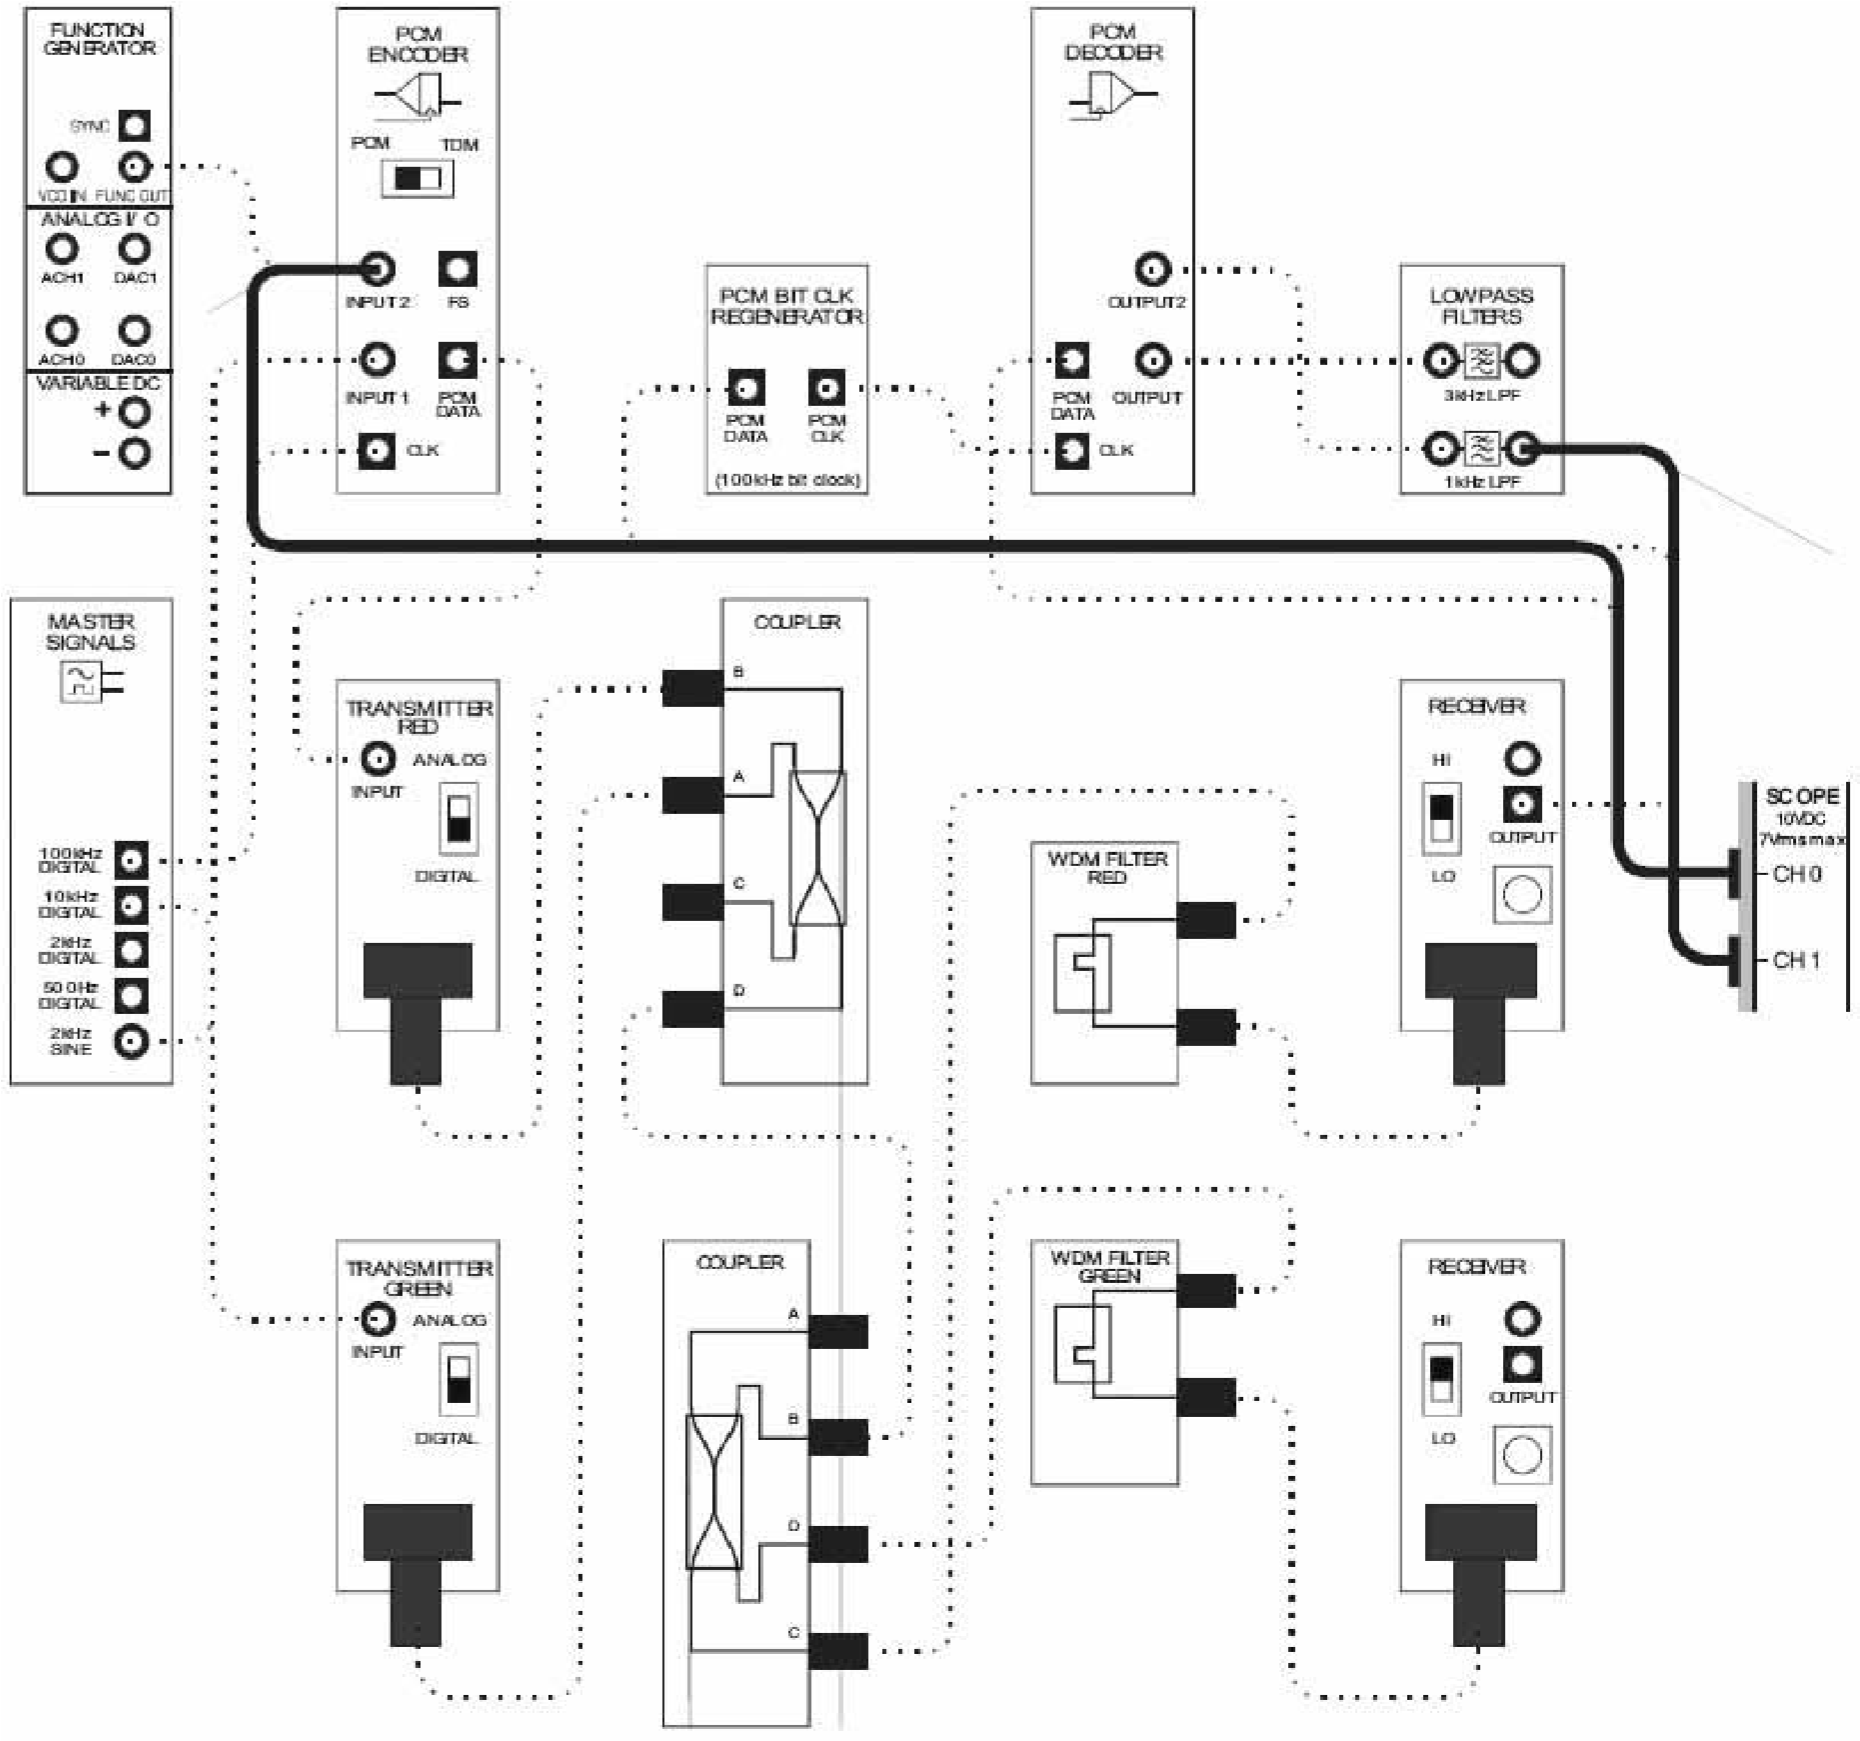 FUNCTION
GENERATOR
SYNC
VCO IN FUNC OUT
ANALOG I/ O
ACH1 DAC1
ACH0 DAC0
VARIABLE DC
+
−
PCM
ENCODER
PCM TDM
INPUT 2 FS
INPUT 1 PCM
DATA
CLK
PCM BIT CLK
REGENERATOR
PCM
DATA
PCM
CLK
(100kHz bit clock)
PCM
DECODER
OUTPUT2
PCM
DATA
OUTPUT
CLK
LOWPASS
FILTERS
3kHz LPF
1kHz LPF
MASTER
SIGNALS
100kHz
DIGITAL
10kHz
DIGITAL
2kHz
DIGITAL
500Hz
DIGITAL
2kHz
SINE
TRANSMITTER
RED
ANALOG
INPUT
DIGITAL
COUPLER
B
A
C
D
WDM FILTER
RED
RECEIVER
HI
OUTPUT
LO
SCOPE
10VDC
7Vrms max
CH 0
CH 1
TRANSMITTER
GREEN
ANALOG
INPUT
DIGITAL
COUPLER
A
B
D
C
WDM FILTER
GREEN
RECEIVER
HI
OUTPUT
LO